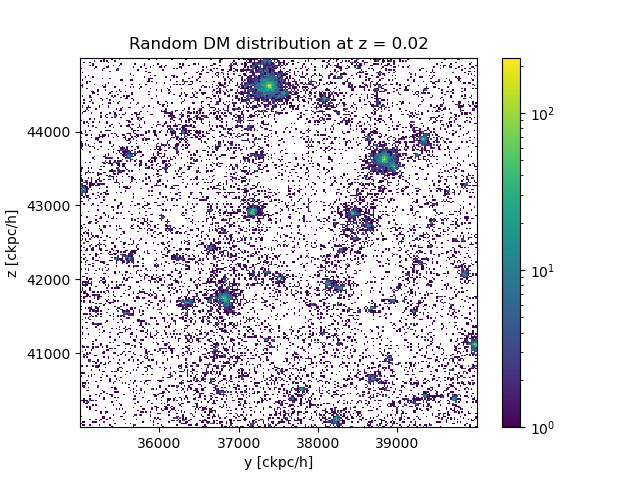 Random DM distribution at z = 0.02
z [ckpc/h]
44000
43000
42000
41000
36000 37000 38000 39000
y [ckpc/h]
10²
10¹
10⁰